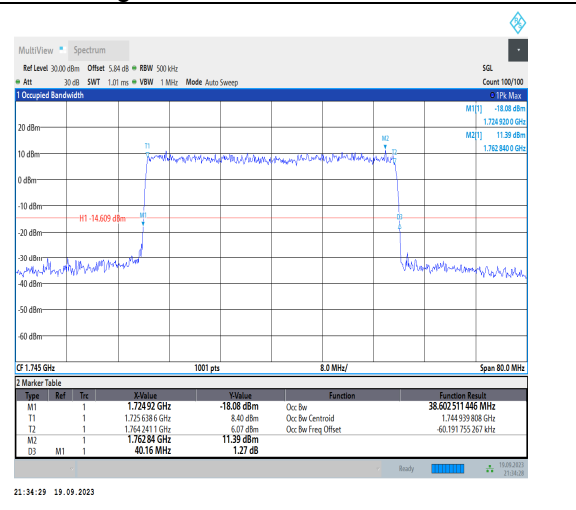 MultiView Spectrum
Ref Level 30.00 dBm Offset 5.84 dB RBW 500 kHz SGL
Att 30 dB SWT 1.01 ms VBW 1 MHz Mode Auto Sweep Count 100/100
1 Occupied Bandwidth 1Pk Max
M1[1] -18.08 dBm
1.724 920 0 GHz
M2[1] 11.39 dBm
1.762 840 0 GHz
20 dBm
M2
T1
T2
10 dBm
0 dBm
-10 dBm
H1 -14.609 dBm
M1
D3
-20 dBm
-30 dBm
-40 dBm
-50 dBm
-60 dBm
CF 1.745 GHz 1001 pts 8.0 MHz/ Span 80.0 MHz
2 Marker Table
Type Ref Trc X-Value Y-Value Function Function Result
M1 1 1.724 92 GHz -18.08 dBm Occ Bw 38.602 511 446 MHz
T1 1 1.725 638 6 GHz 8.40 dBm Occ Bw Centroid 1.744 939 808 GHz
T2 1 1.764 241 1 GHz 6.07 dBm Occ Bw Freq Offset -60.191 755 267 kHz
M2 1 1.762 84 GHz 11.39 dBm
D3 M1 1 40.16 MHz 1.27 dB
Ready 19.09.2023
21:34:28
21:34:29 19.09.2023